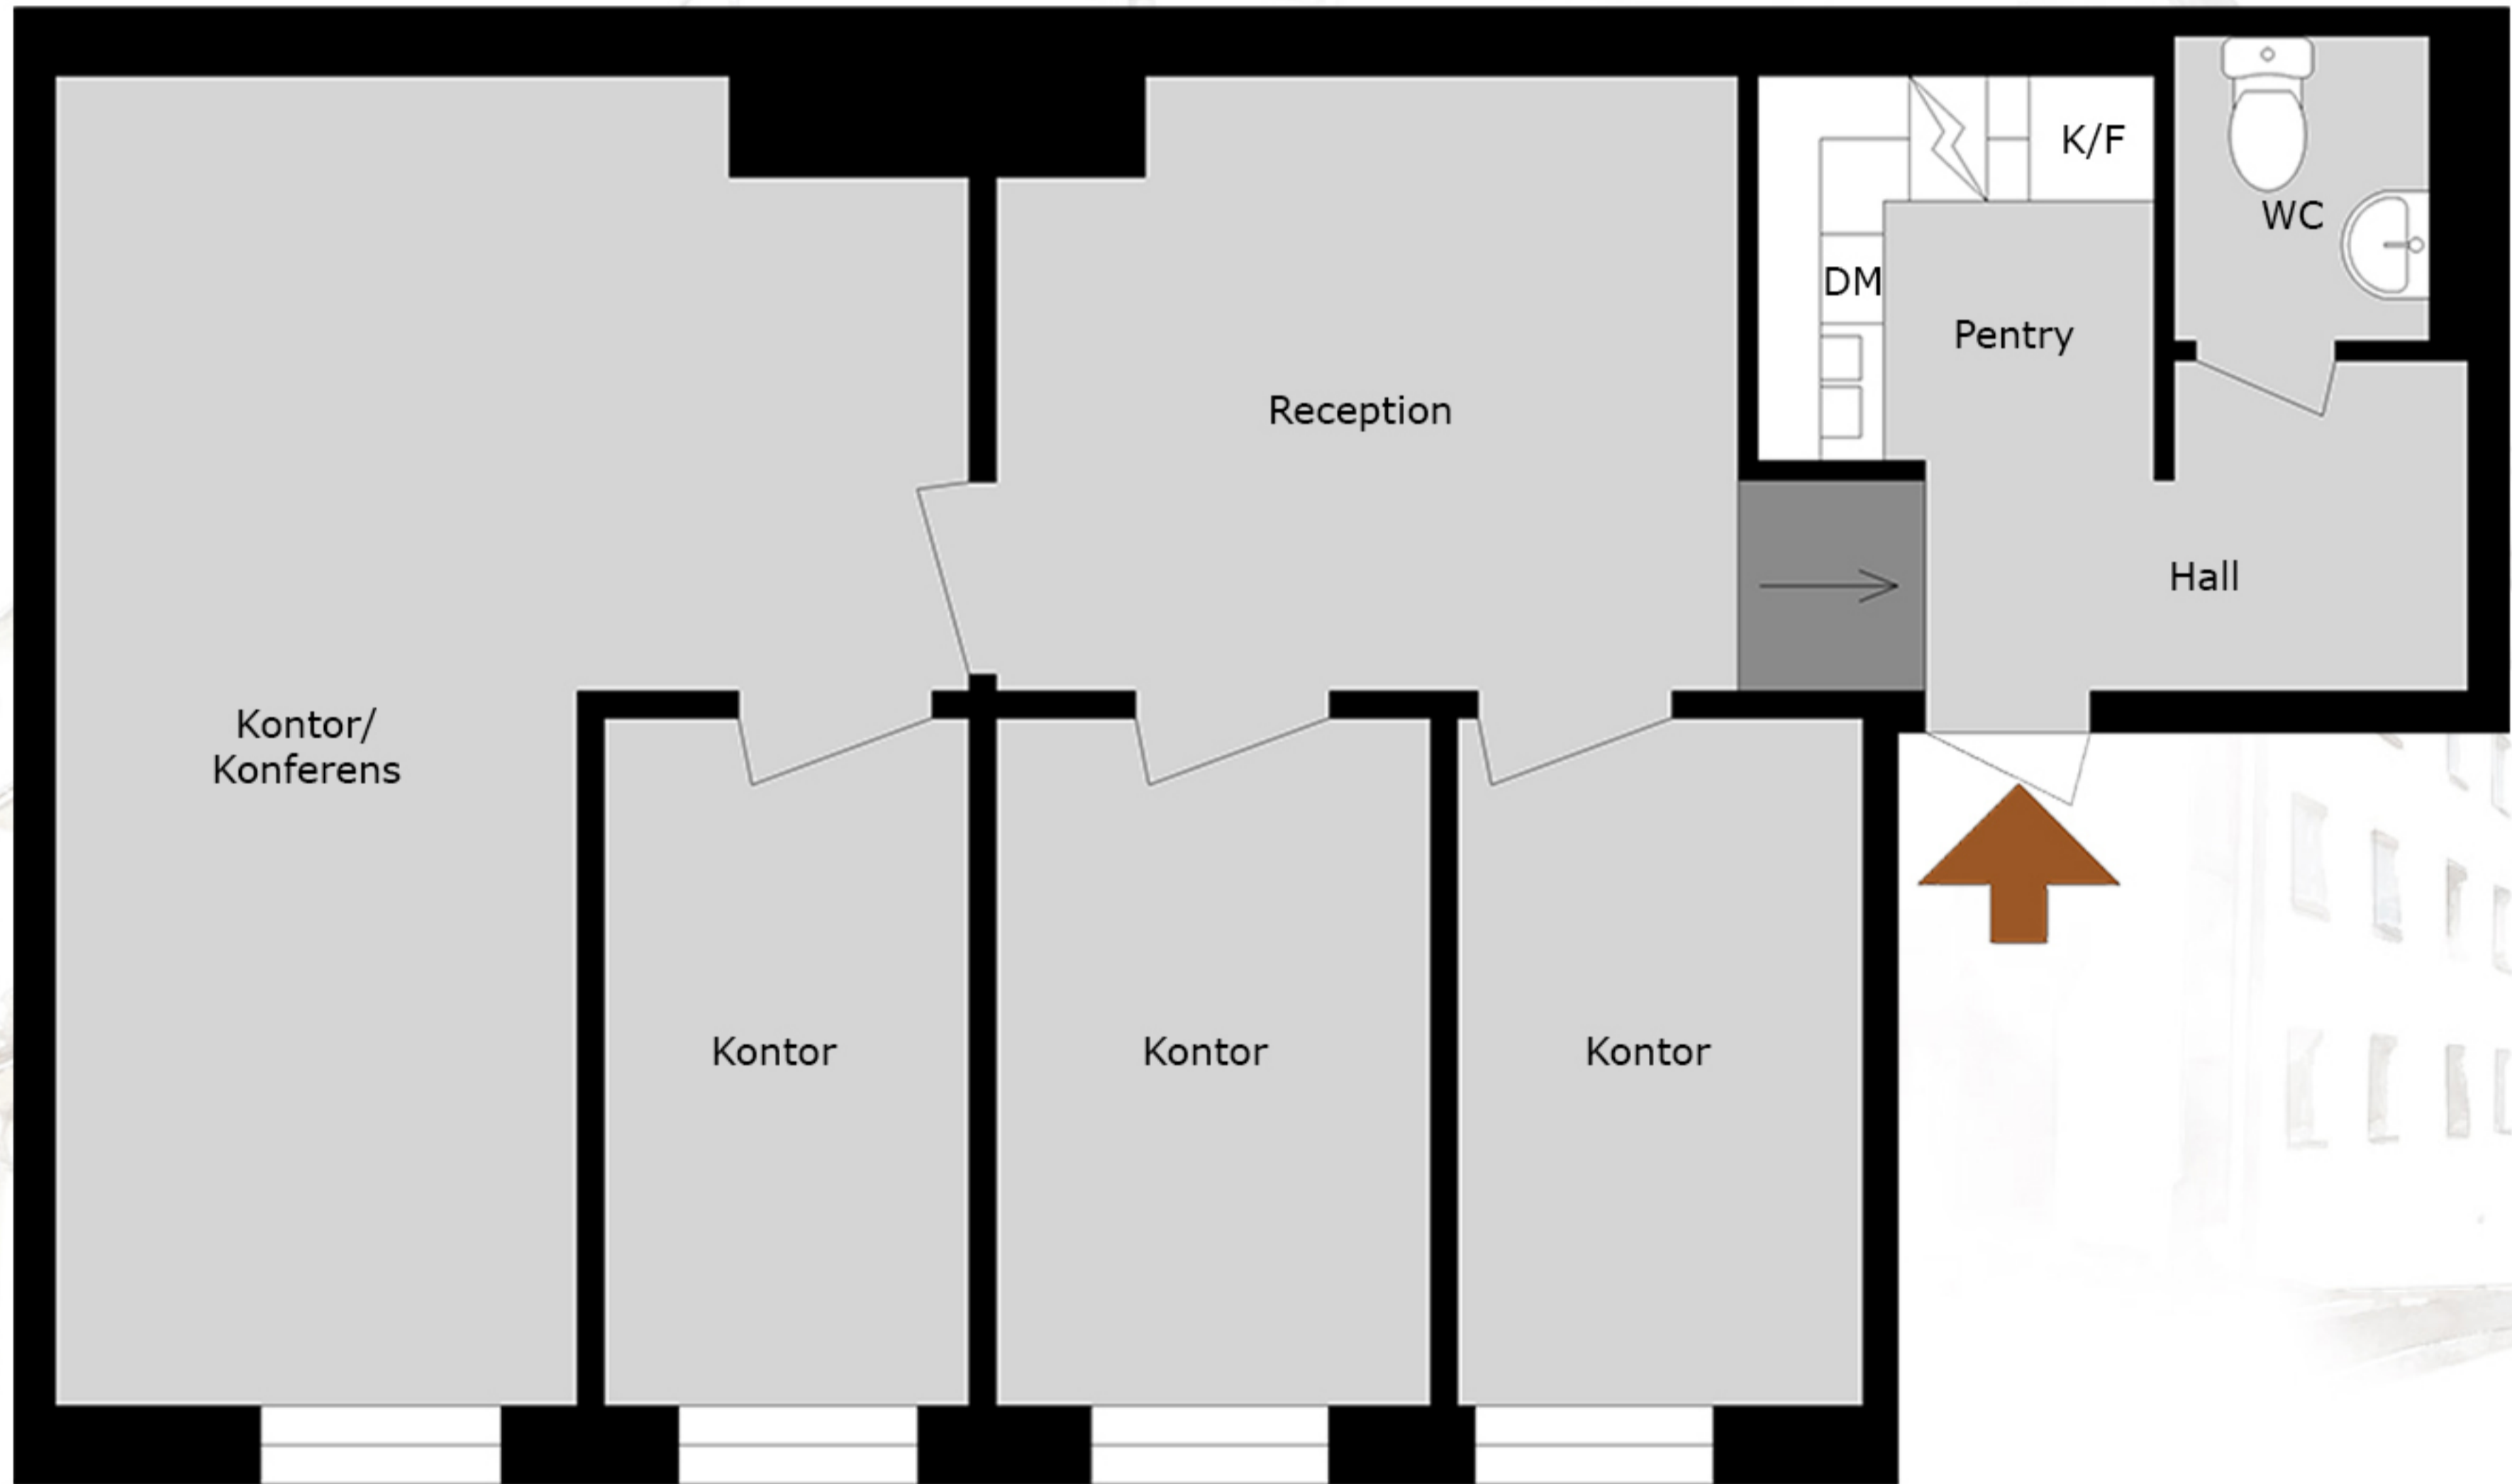 K/F
WC
DM
Pentry
Reception
Hall
Kontor/
Konferens
Kontor
Kontor
Kontor